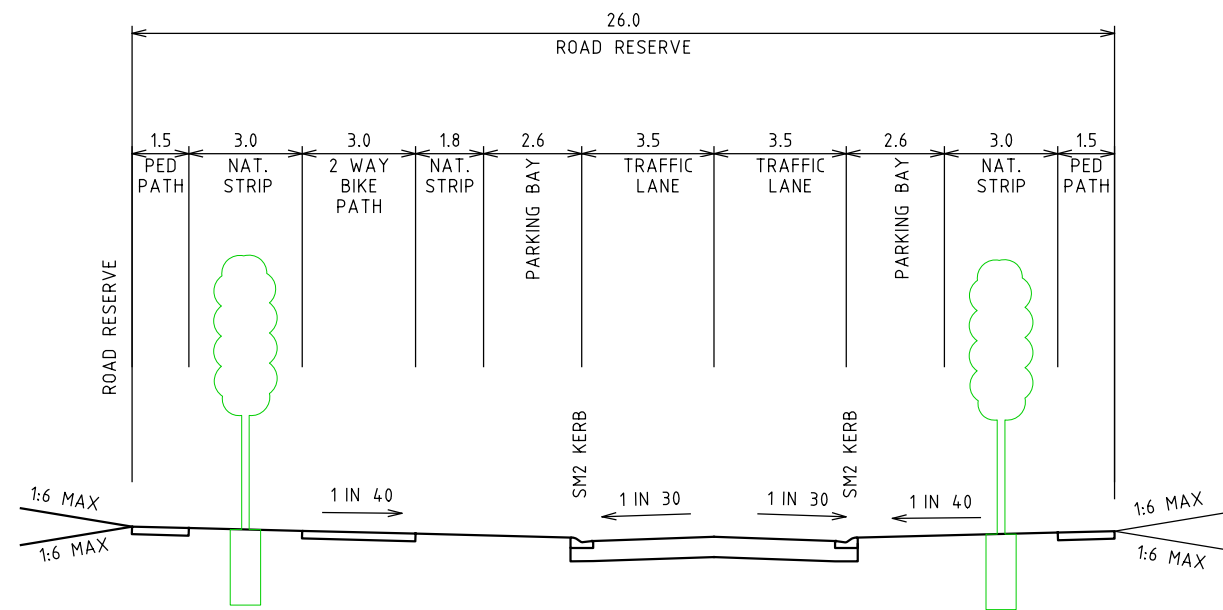 26.0
ROAD RESERVE
1.5
3.0
3.0
1.8
2.6
3.5
3.5
2.6
3.0
1.5
PED
PATH
NAT.
STRIP
2 WAY
BIKE
PATH
NAT.
STRIP
PARKING BAY
TRAFFIC
LANE
TRAFFIC
LANE
PARKING BAY
NAT.
STRIP
PED
PATH
ROAD RESERVE
SM2 KERB
SM2 KERB
1:6 MAX
1:6 MAX
1 IN 40
1 IN 30
1 IN 30
1 IN 40
1:6 MAX
1:6 MAX